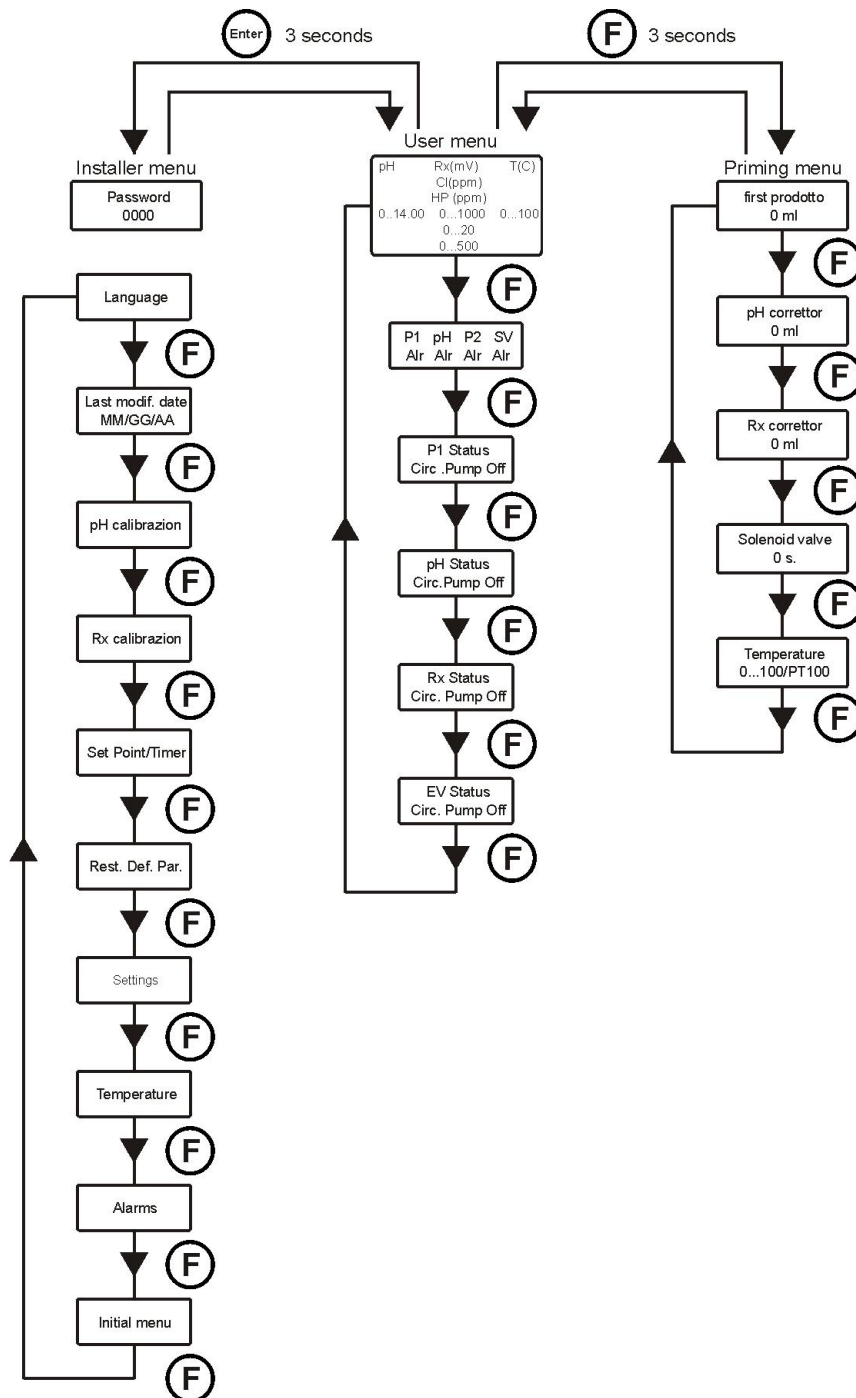 Enter 3 seconds
F 3 seconds
Installer menu
Password
0000
Language
F
Last modif. date
MM/GG/AA
F
pH calibrazion
F
Rx calibrazion
F
Set Point/Timer
F
Rest. Def. Par.
F
Settings
F
Temperature
F
Alarms
F
Initial menu
F
User menu
pH Rx(mV) T(C)
Cl(ppm)
HP (ppm)
0..14.00 0...1000 0...100
0...20
0...500
F
P1 pH P2 SV
Alr Alr Alr Alr
F
P1 Status
Circ .Pump Off
F
pH Status
Circ.Pump Off
F
Rx Status
Circ. Pump Off
F
EV Status
Circ. Pump Off
F
Priming menu
first prodotto
0 ml
F
pH correttor
0 ml
F
Rx correttor
0 ml
F
Solenoid valve
0 s.
F
Temperature
0...100/PT100
F